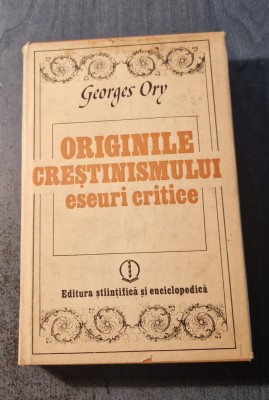 Georges Ory
ORIGINILE
CREȘTINISMULUI
eseuri critice
Editura științifică și enciclopedică